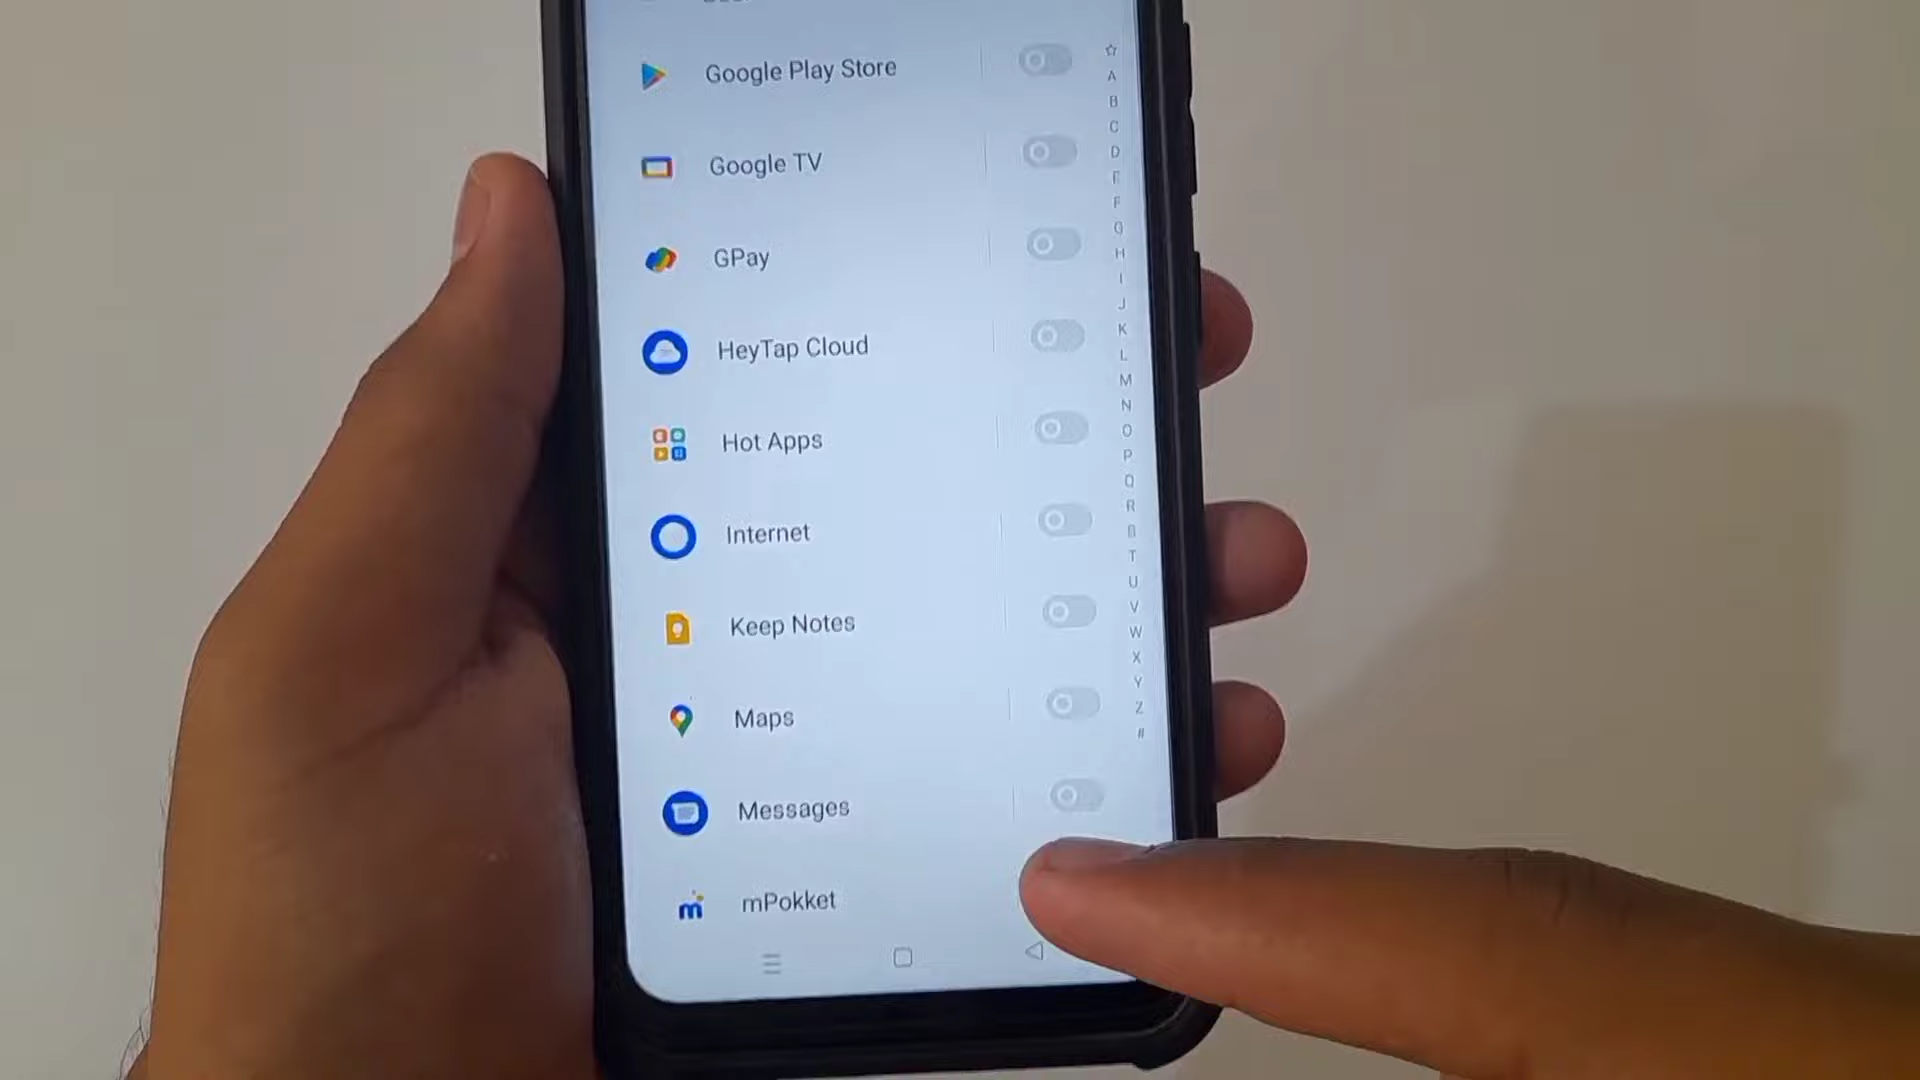 Google Play Store
Google TV
GPay
HeyTap Cloud
Hot Apps
Internet
Keep Notes
Maps
Messages
mPokket
A
B
C
D
F
H
I
J
K
L
M
N
O
P
Q
R
T
U
V
W
X
Y
Z
#